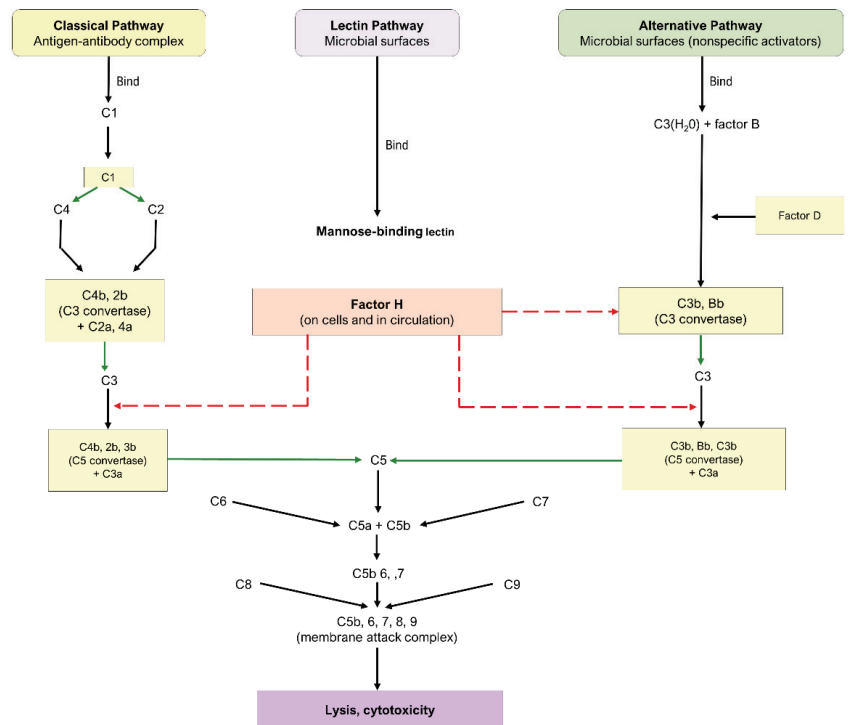 Classical Pathway
Antigen-antibody complex
Lectin Pathway
Microbial surfaces
Alternative Pathway
Microbial surfaces (nonspecific activators)
Bind
Bind
C1
C3(H₂0) + factor B
Bind
C1
C4
C2
Factor D
Mannose-binding lectin
C4b, 2b
(C3 convertase)
+ C2a, 4a
Factor H
(on cells and in circulation)
C3b, Bb
(C3 convertase)
C3
C3
C4b, 2b, 3b
(C5 convertase)
+ C3a
C5
C3b, Bb, C3b
(C5 convertase)
+ C3a
C6
C7
C5a + C5b
C5b 6, ,7
C8
C9
C5b, 6, 7, 8, 9
(membrane attack complex)
Lysis, cytotoxicity